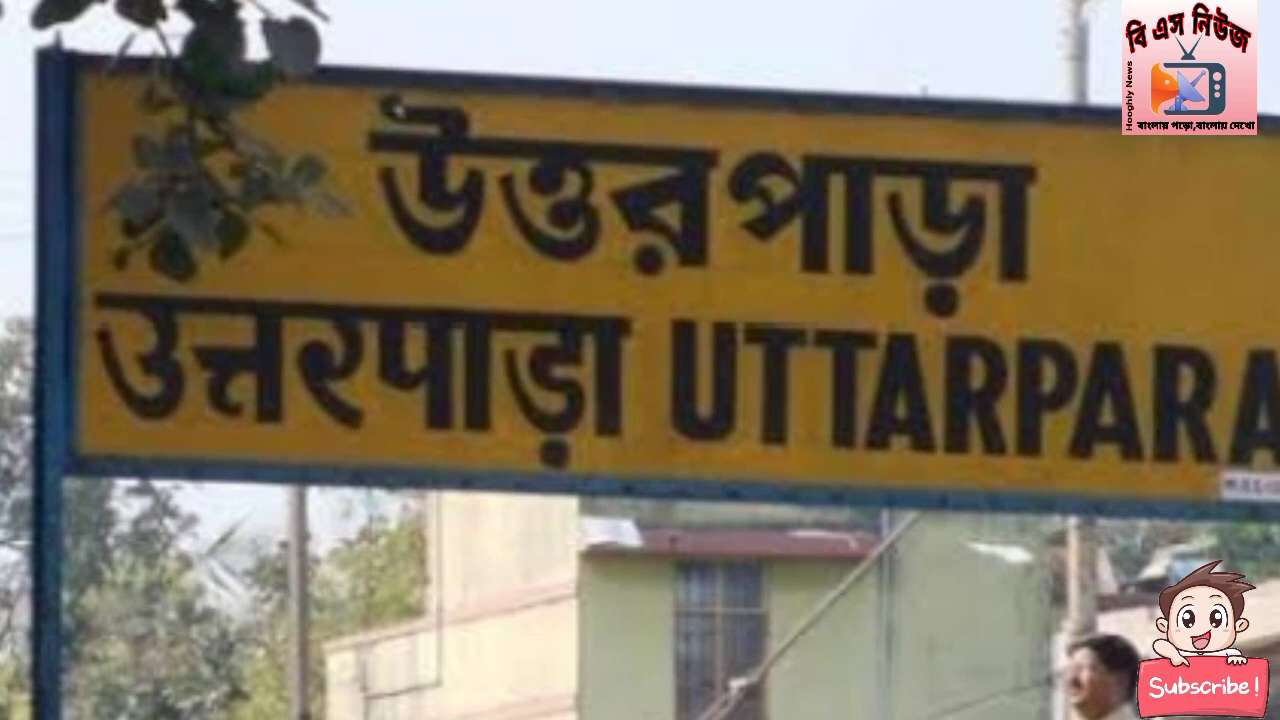 বি এস নিউজ
Hooghly News
বাংলায় পড়ো,বাংলায় দেখো
উত্তরপাড়া
उत्तरपाड़ा UTTARPARA
Subscribe!